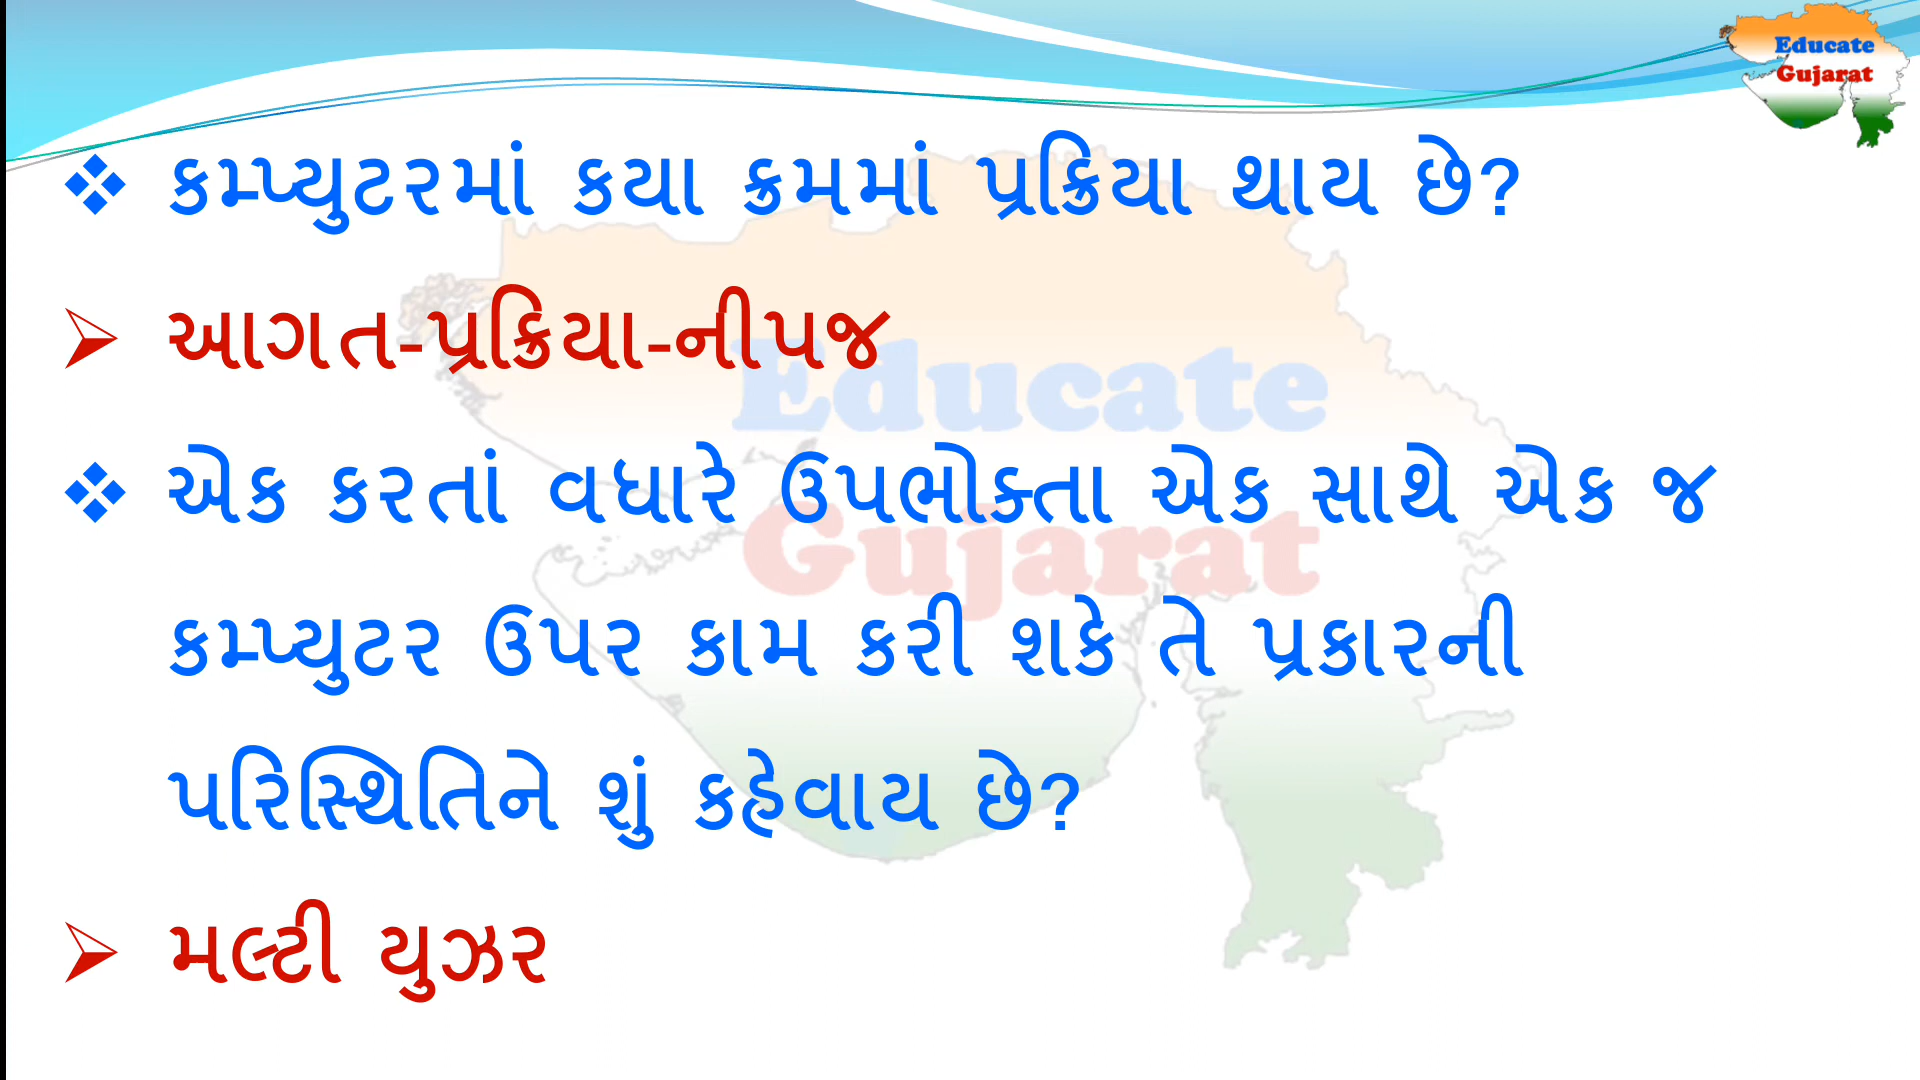 Educate
Gujarat
કમ્પ્યુટરમાં કયા ક્રમમાં પ્રક્રિયા થાય છે?
આગત-પ્રક્રિયા-નીપજ
Educate
એક કરતાં વધારે ઉપભોક્તા એક સાથે એક જ
Gujarat
કમ્પ્યુટર ઉપર કામ કરી શકે તે પ્રકારની
પરિસ્થિતિને શું કહેવાય છે?
મલ્ટી યુઝર